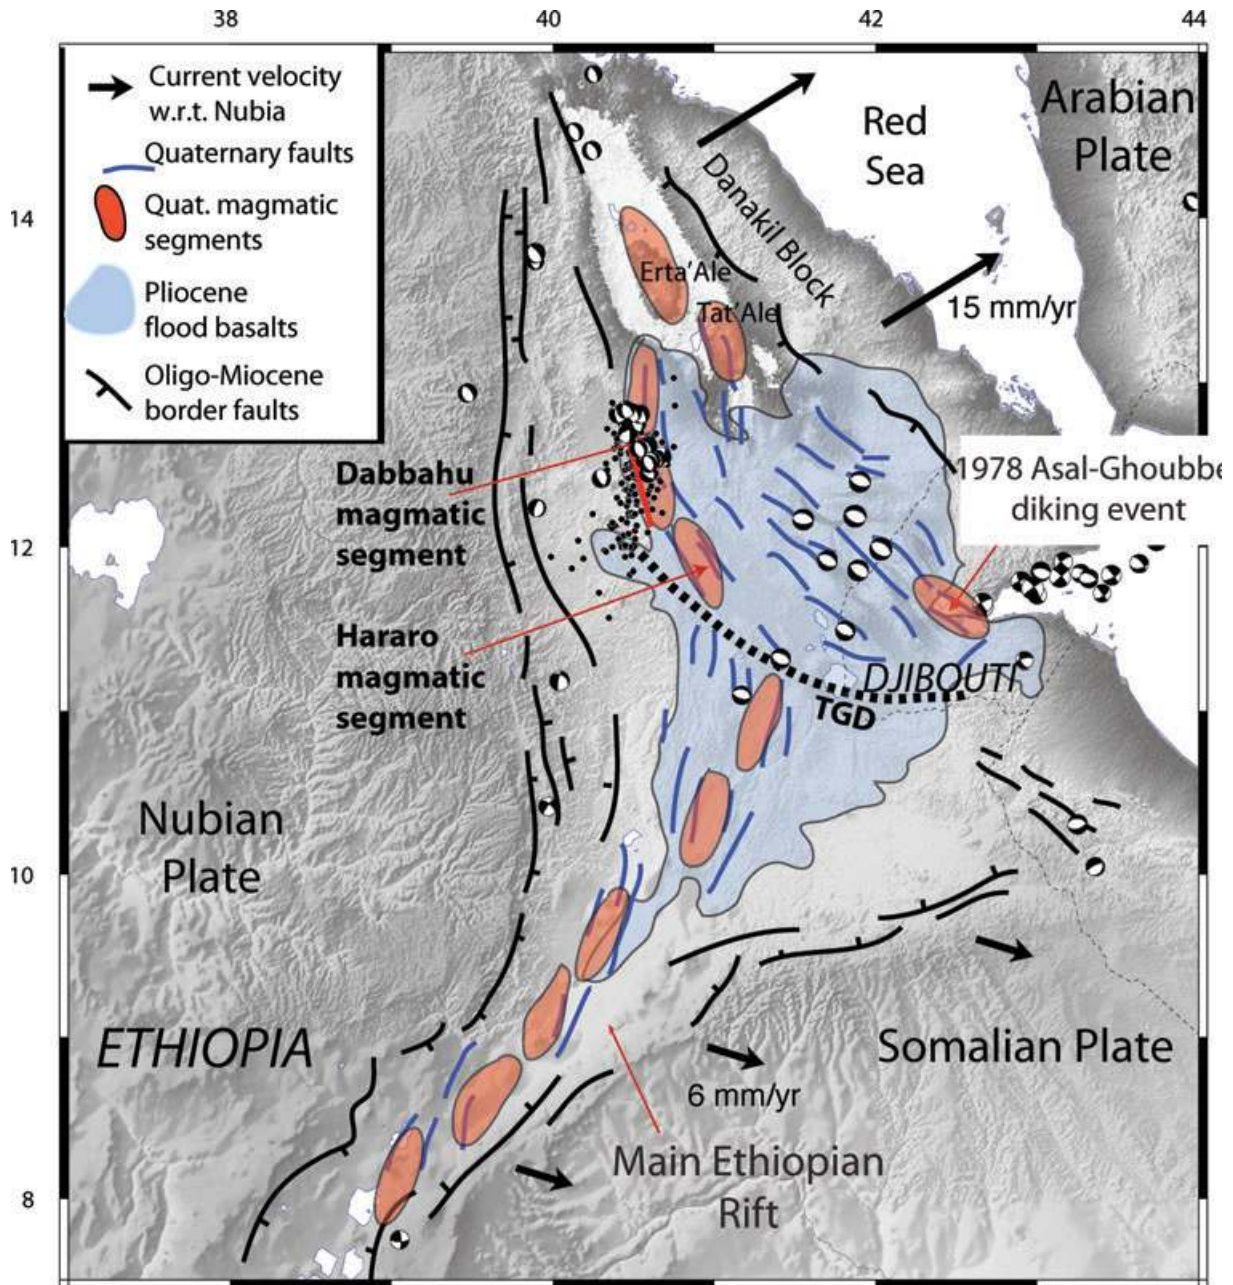 38
40
42
44
Current velocity
w.r.t. Nubia
Quaternary faults
Quat. magmatic
segments
Pliocene
flood basalts
Oligo-Miocene
border faults
Red
Sea
Arabian
Plate
Danakil Block
14
Erta'Ale
Tat'Ale
15 mm/yr
Dabbahu
magmatic
segment
1978 Asal-Ghoubbe
diking event
12
Hararo
magmatic
segment
DJIBOUTI
TGD
Nubian
Plate
10
ETHIOPIA
Somalian Plate
6 mm/yr
Main Ethiopian
Rift
8